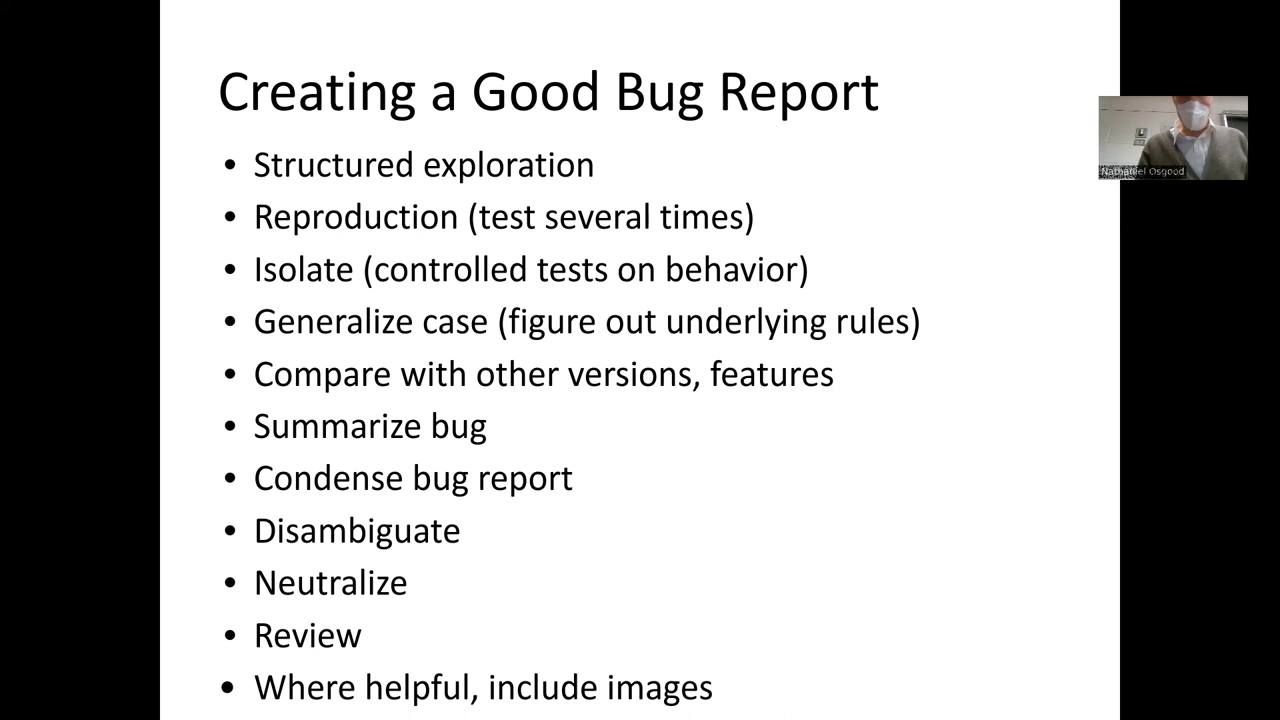 Creating a Good Bug Report
• Structured exploration
• Reproduction (test several times)
• Isolate (controlled tests on behavior)
• Generalize case (figure out underlying rules)
• Compare with other versions, features
• Summarize bug
• Condense bug report
• Disambiguate
• Neutralize
• Review
• Where helpful, include images
Nathaniel Osgood